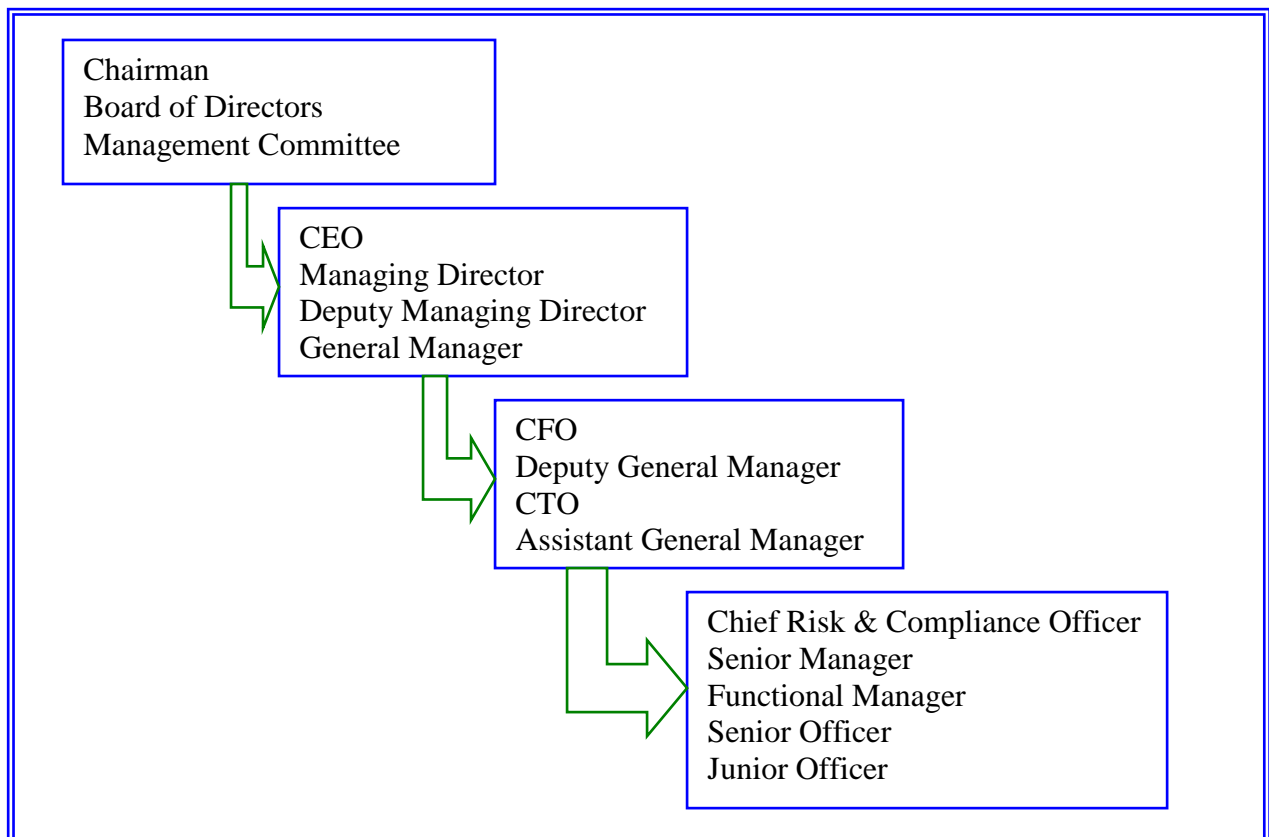 Chairman
Board of Directors
Management Committee
CEO
Managing Director
Deputy Managing Director
General Manager
CFO
Deputy General Manager
CTO
Assistant General Manager
Chief Risk & Compliance Officer
Senior Manager
Functional Manager
Senior Officer
Junior Officer